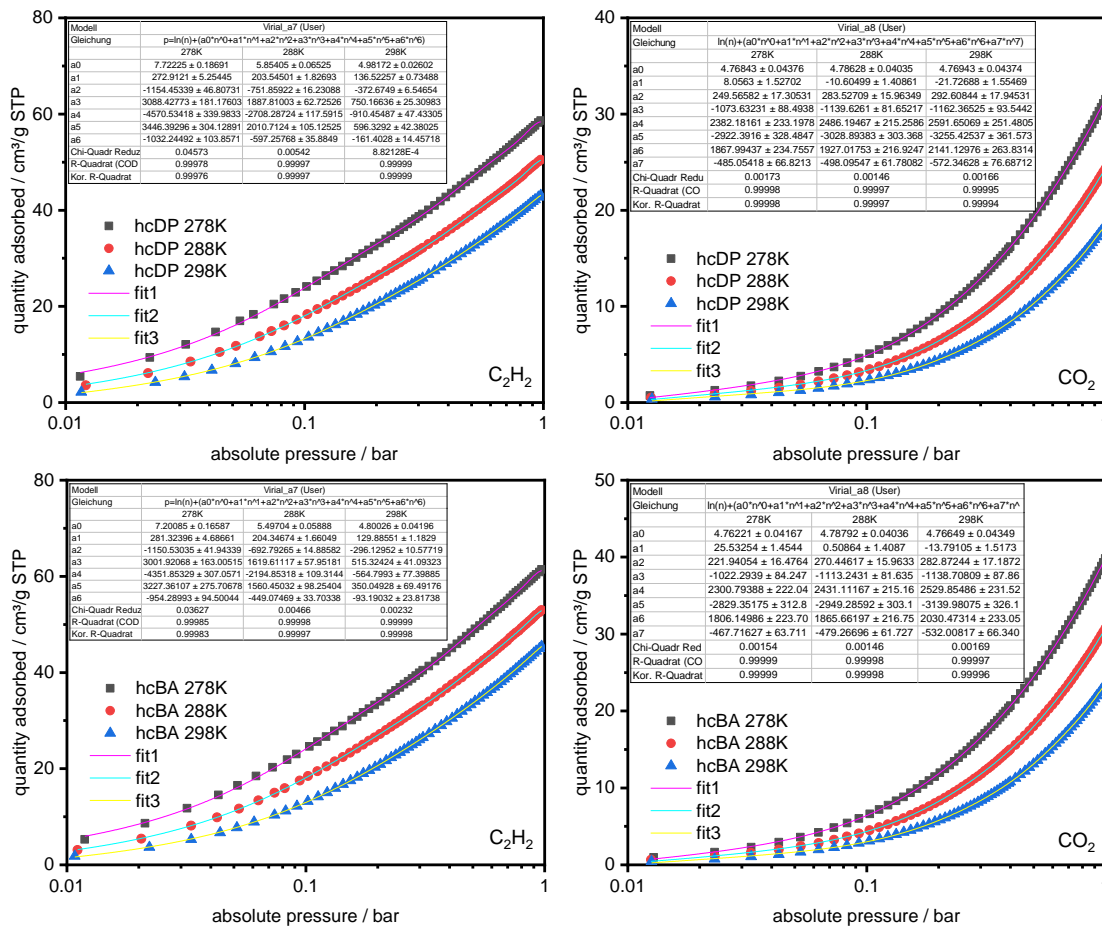 80
60
40
20
0
0.01
0.1
1
quantity adsorbed / cm³/g STP
absolute pressure / bar
Modell Virial_a7 (User)
Gleichung p=ln(n)+(a0*n^0+a1*n^1+a2*n^2+a3*n^3+a4*n^4+a5*n^5+a6*n^6)
278K 288K 298K
a0 7.72225 ± 0.18691 5.85405 ± 0.06525 4.98172 ± 0.02602
a1 272.9121 ± 5.25445 203.54501 ± 1.82693 136.52257 ± 0.73488
a2 -1154.45339 ± 46.80731 -751.85922 ± 16.23088 -372.6749 ± 6.54654
a3 3088.42773 ± 181.17603 1887.81003 ± 62.72526 750.16636 ± 25.30983
a4 -4570.53418 ± 339.9833 -2708.28724 ± 117.5915 -910.45487 ± 47.43305
a5 3446.39296 ± 304.12891 2010.7124 ± 105.12525 596.3292 ± 42.38025
a6 -1032.24492 ± 103.8571 -597.25768 ± 35.8849 -161.4028 ± 14.45718
Chi-Quadr Reduz 0.04573 0.00542 8.82128E-4
R-Quadrat (COD 0.99978 0.99997 0.99999
Kor. R-Quadrat 0.99976 0.99997 0.99999
hcDP 278K
hcDP 288K
hcDP 298K
fit1
fit2
fit3
C₂H₂
40
30
20
10
0
0.01
0.1
quantity adsorbed / cm³/g STP
absolute pressure / bar
Modell Virial_a8 (User)
Gleichung ln(n)+(a0*n^0+a1*n^1+a2*n^2+a3*n^3+a4*n^4+a5*n^5+a6*n^6+a7*n^7)
278K 288K 298K
a0 4.76843 ± 0.04376 4.78628 ± 0.04035 4.76943 ± 0.04374
a1 8.0563 ± 1.52702 -10.60499 ± 1.40861 -21.72688 ± 1.55469
a2 249.56582 ± 17.30531 283.52709 ± 15.96349 292.60844 ± 17.94531
a3 -1073.63231 ± 88.4938 -1139.6261 ± 81.65217 -1162.36525 ± 93.5442
a4 2382.18161 ± 233.1978 2486.19467 ± 215.2586 2591.65069 ± 251.4805
a5 -2922.3916 ± 328.4847 -3028.89383 ± 303.368 -3255.42537 ± 361.573
a6 1867.99437 ± 234.7557 1927.01753 ± 216.9247 2141.12976 ± 263.8314
a7 -485.05418 ± 66.8213 -498.09547 ± 61.78082 -572.34628 ± 76.68712
Chi-Quadr Redu 0.00173 0.00146 0.00166
R-Quadrat (CO 0.99998 0.99997 0.99995
Kor. R-Quadrat 0.99998 0.99997 0.99994
hcDP 278K
hcDP 288K
hcDP 298K
fit1
fit2
fit3
CO₂
80
60
40
20
0
0.01
0.1
1
quantity adsorbed / cm³/g STP
absolute pressure / bar
Modell Virial_a7 (User)
Gleichung p=ln(n)+(a0*n^0+a1*n^1+a2*n^2+a3*n^3+a4*n^4+a5*n^5+a6*n^6)
278K 288K 298K
a0 7.20085 ± 0.16587 5.49704 ± 0.05888 4.80026 ± 0.04196
a1 281.32396 ± 4.68661 204.34674 ± 1.66049 129.88551 ± 1.1829
a2 -1150.53035 ± 41.94339 -692.79265 ± 14.88582 -296.12952 ± 10.57719
a3 3001.92068 ± 163.00515 1619.61117 ± 57.95181 515.32424 ± 41.09323
a4 -4351.85329 ± 307.0571 -2194.85318 ± 109.3144 -564.7993 ± 77.39885
a5 3227.36107 ± 275.70678 1560.45032 ± 98.25404 350.04928 ± 69.49176
a6 -954.28993 ± 94.50044 -449.07469 ± 33.70338 -93.19032 ± 23.81738
Chi-Quadr Reduz 0.03627 0.00466 0.00232
R-Quadrat (COD 0.99985 0.99998 0.99999
Kor. R-Quadrat 0.99983 0.99997 0.99998
hcBA 278K
hcBA 288K
hcBA 298K
fit1
fit2
fit3
C₂H₂
50
40
30
20
10
0
0.01
0.1
quantity adsorbed / cm³/g STP
absolute pressure / bar
Modell Virial_a8 (User)
Gleichung ln(n)+(a0*n^0+a1*n^1+a2*n^2+a3*n^3+a4*n^4+a5*n^5+a6*n^6+a7*n^
278K 288K 298K
a0 4.76221 ± 0.04167 4.78792 ± 0.04036 4.76649 ± 0.04349
a1 25.53254 ± 1.4544 0.50864 ± 1.4087 -13.79105 ± 1.5173
a2 221.94054 ± 16.4764 270.44617 ± 15.9633 282.87244 ± 17.1872
a3 -1022.2939 ± 84.247 -1113.2431 ± 81.635 -1138.70809 ± 87.86
a4 2300.79388 ± 222.04 2431.11167 ± 215.16 2529.85486 ± 231.52
a5 -2829.35175 ± 312.8 -2949.28592 ± 303.1 -3139.98075 ± 326.1
a6 1806.14986 ± 223.70 1865.66197 ± 216.75 2030.47314 ± 233.05
a7 -467.71627 ± 63.711 -479.26696 ± 61.727 -532.00817 ± 66.340
Chi-Quadr Red 0.00154 0.00146 0.00169
R-Quadrat (CO 0.99999 0.99998 0.99997
Kor. R-Quadrat 0.99999 0.99998 0.99996
hcBA 278K
hcBA 288K
hcBA 298K
fit1
fit2
fit3
CO₂